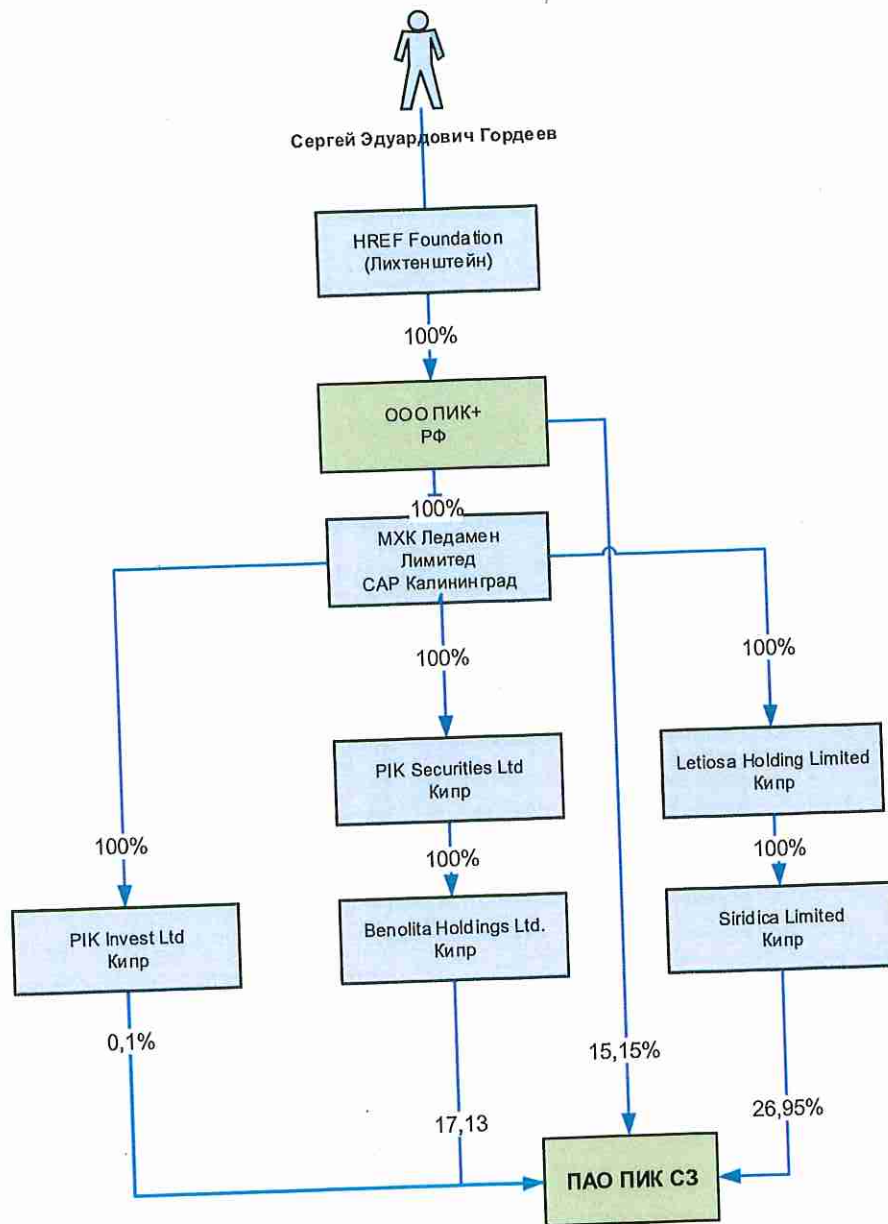 Сергей Эдуардович Гордеев
HREF Foundation
(Лихтенштейн)
100%
ООО ПИК+
РФ
100%
МХК Ледамен
Лимитед
САР Калининград
100%
100%
100%
PIK Securities Ltd
Кипр
Letiosa Holding Limited
Кипр
100%
100%
PIK Invest Ltd
Кипр
Benolita Holdings Ltd.
Кипр
Siridica Limited
Кипр
0,1%
17,13
15,15%
26,95%
ПАО ПИК СЗ